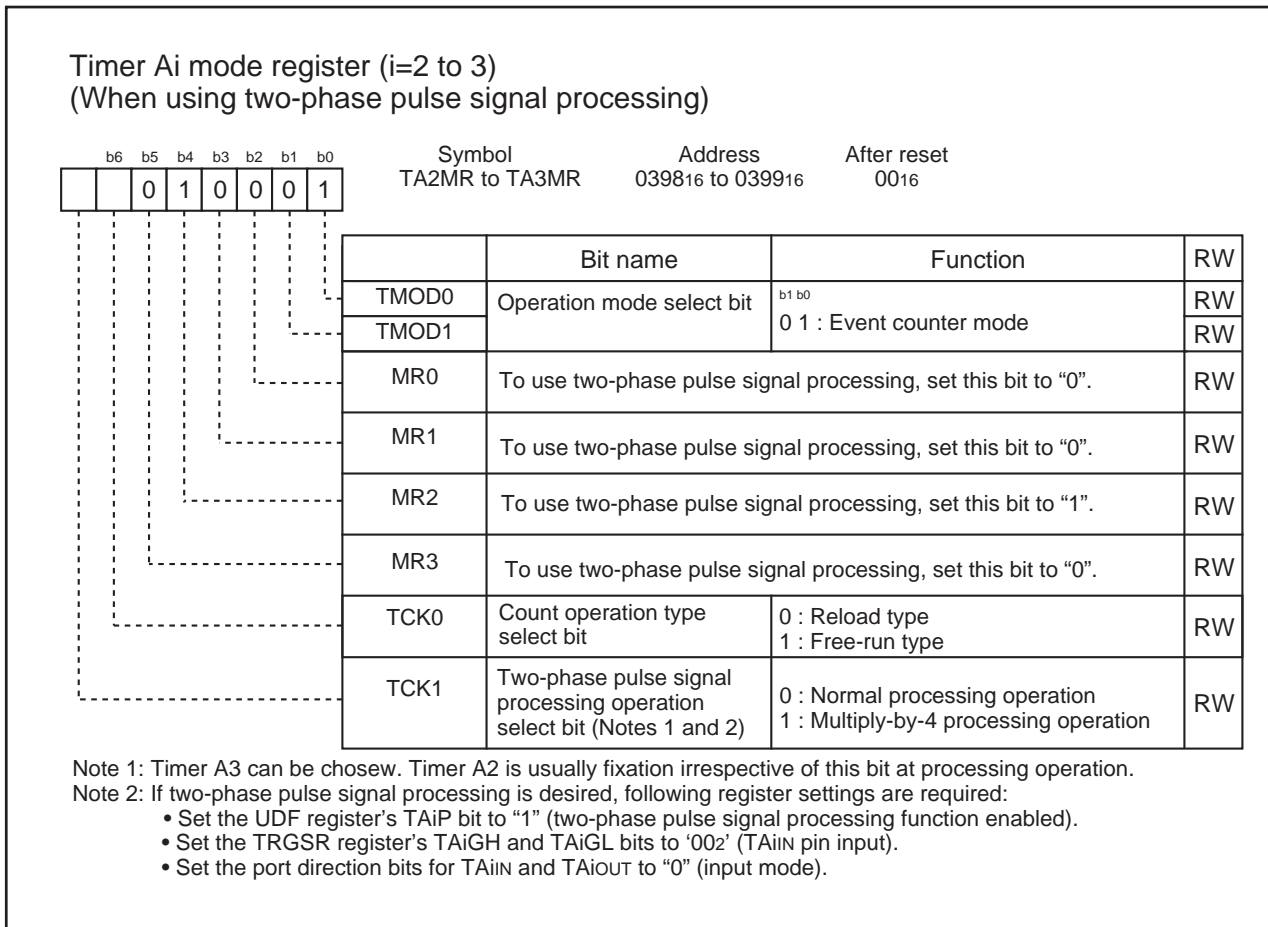 Timer Ai mode register (i=2 to 3)
(When using two-phase pulse signal processing)
b6 b5 b4 b3 b2 b1 b0
0 1 0 0 0 1
Symbol Address After reset
TA2MR to TA3MR 039816 to 039916 0016
Bit name Function RW
TMOD0 Operation mode select bit b1 b0 RW
TMOD1 0 1 : Event counter mode RW
MR0 To use two-phase pulse signal processing, set this bit to “0”. RW
MR1 To use two-phase pulse signal processing, set this bit to “0”. RW
MR2 To use two-phase pulse signal processing, set this bit to “1”. RW
MR3 To use two-phase pulse signal processing, set this bit to “0”. RW
TCK0 Count operation type 0 : Reload type RW
select bit 1 : Free-run type
TCK1 Two-phase pulse signal
processing operation 0 : Normal processing operation RW
select bit (Notes 1 and 2) 1 : Multiply-by-4 processing operation
Note 1: Timer A3 can be chosew. Timer A2 is usually fixation irrespective of this bit at processing operation.
Note 2: If two-phase pulse signal processing is desired, following register settings are required:
• Set the UDF register’s TAiP bit to “1” (two-phase pulse signal processing function enabled).
• Set the TRGSR register’s TAiGH and TAiGL bits to ‘002’ (TAiIN pin input).
• Set the port direction bits for TAiIN and TAiOUT to “0” (input mode).